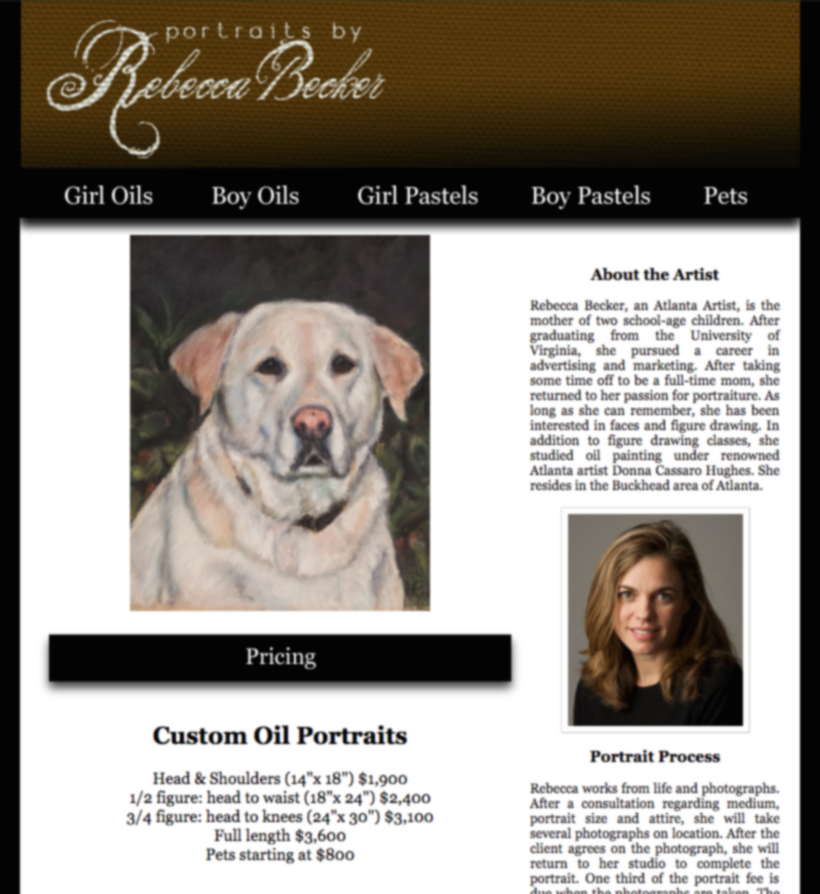 portraits by
Rebecca Becker
Girl Oils Boy Oils Girl Pastels Boy Pastels Pets
Pricing
Custom Oil Portraits
Head & Shoulders (14"x 18") $1,900
1/2 figure: head to waist (18"x 24") $2,400
3/4 figure: head to knees (24"x 30") $3,100
Full length $3,600
Pets starting at $800
About the Artist
Rebecca Becker, an Atlanta Artist, is the
mother of two school-age children. After
graduating from the University of
Virginia, she pursued a career in
advertising and marketing. After taking
some time off to be a full-time mom, she
returned to her passion for portraiture. As
long as she can remember, she has been
interested in faces and figure drawing. In
addition to figure drawing classes, she
studied oil painting under renowned
Atlanta artist Donna Cassaro Hughes. She
resides in the Buckhead area of Atlanta.
Portrait Process
Rebecca works from life and photographs.
After a consultation regarding medium,
portrait size and attire, she will take
several photographs on location. After the
client agrees on the photograph, she will
return to her studio to complete the
portrait. One third of the portrait fee is
due when the photographs are taken. The